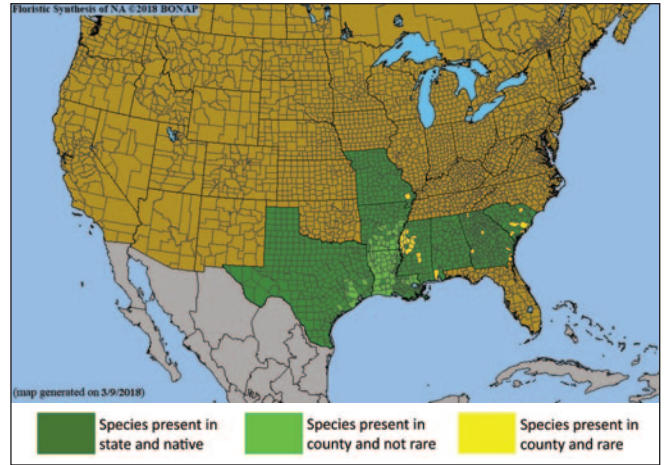 Floristic Synthesis of NA ©2018 BONAP
(map generated on 3/9/2018)
Species present in
state and native
Species present in
county and not rare
Species present in
county and rare